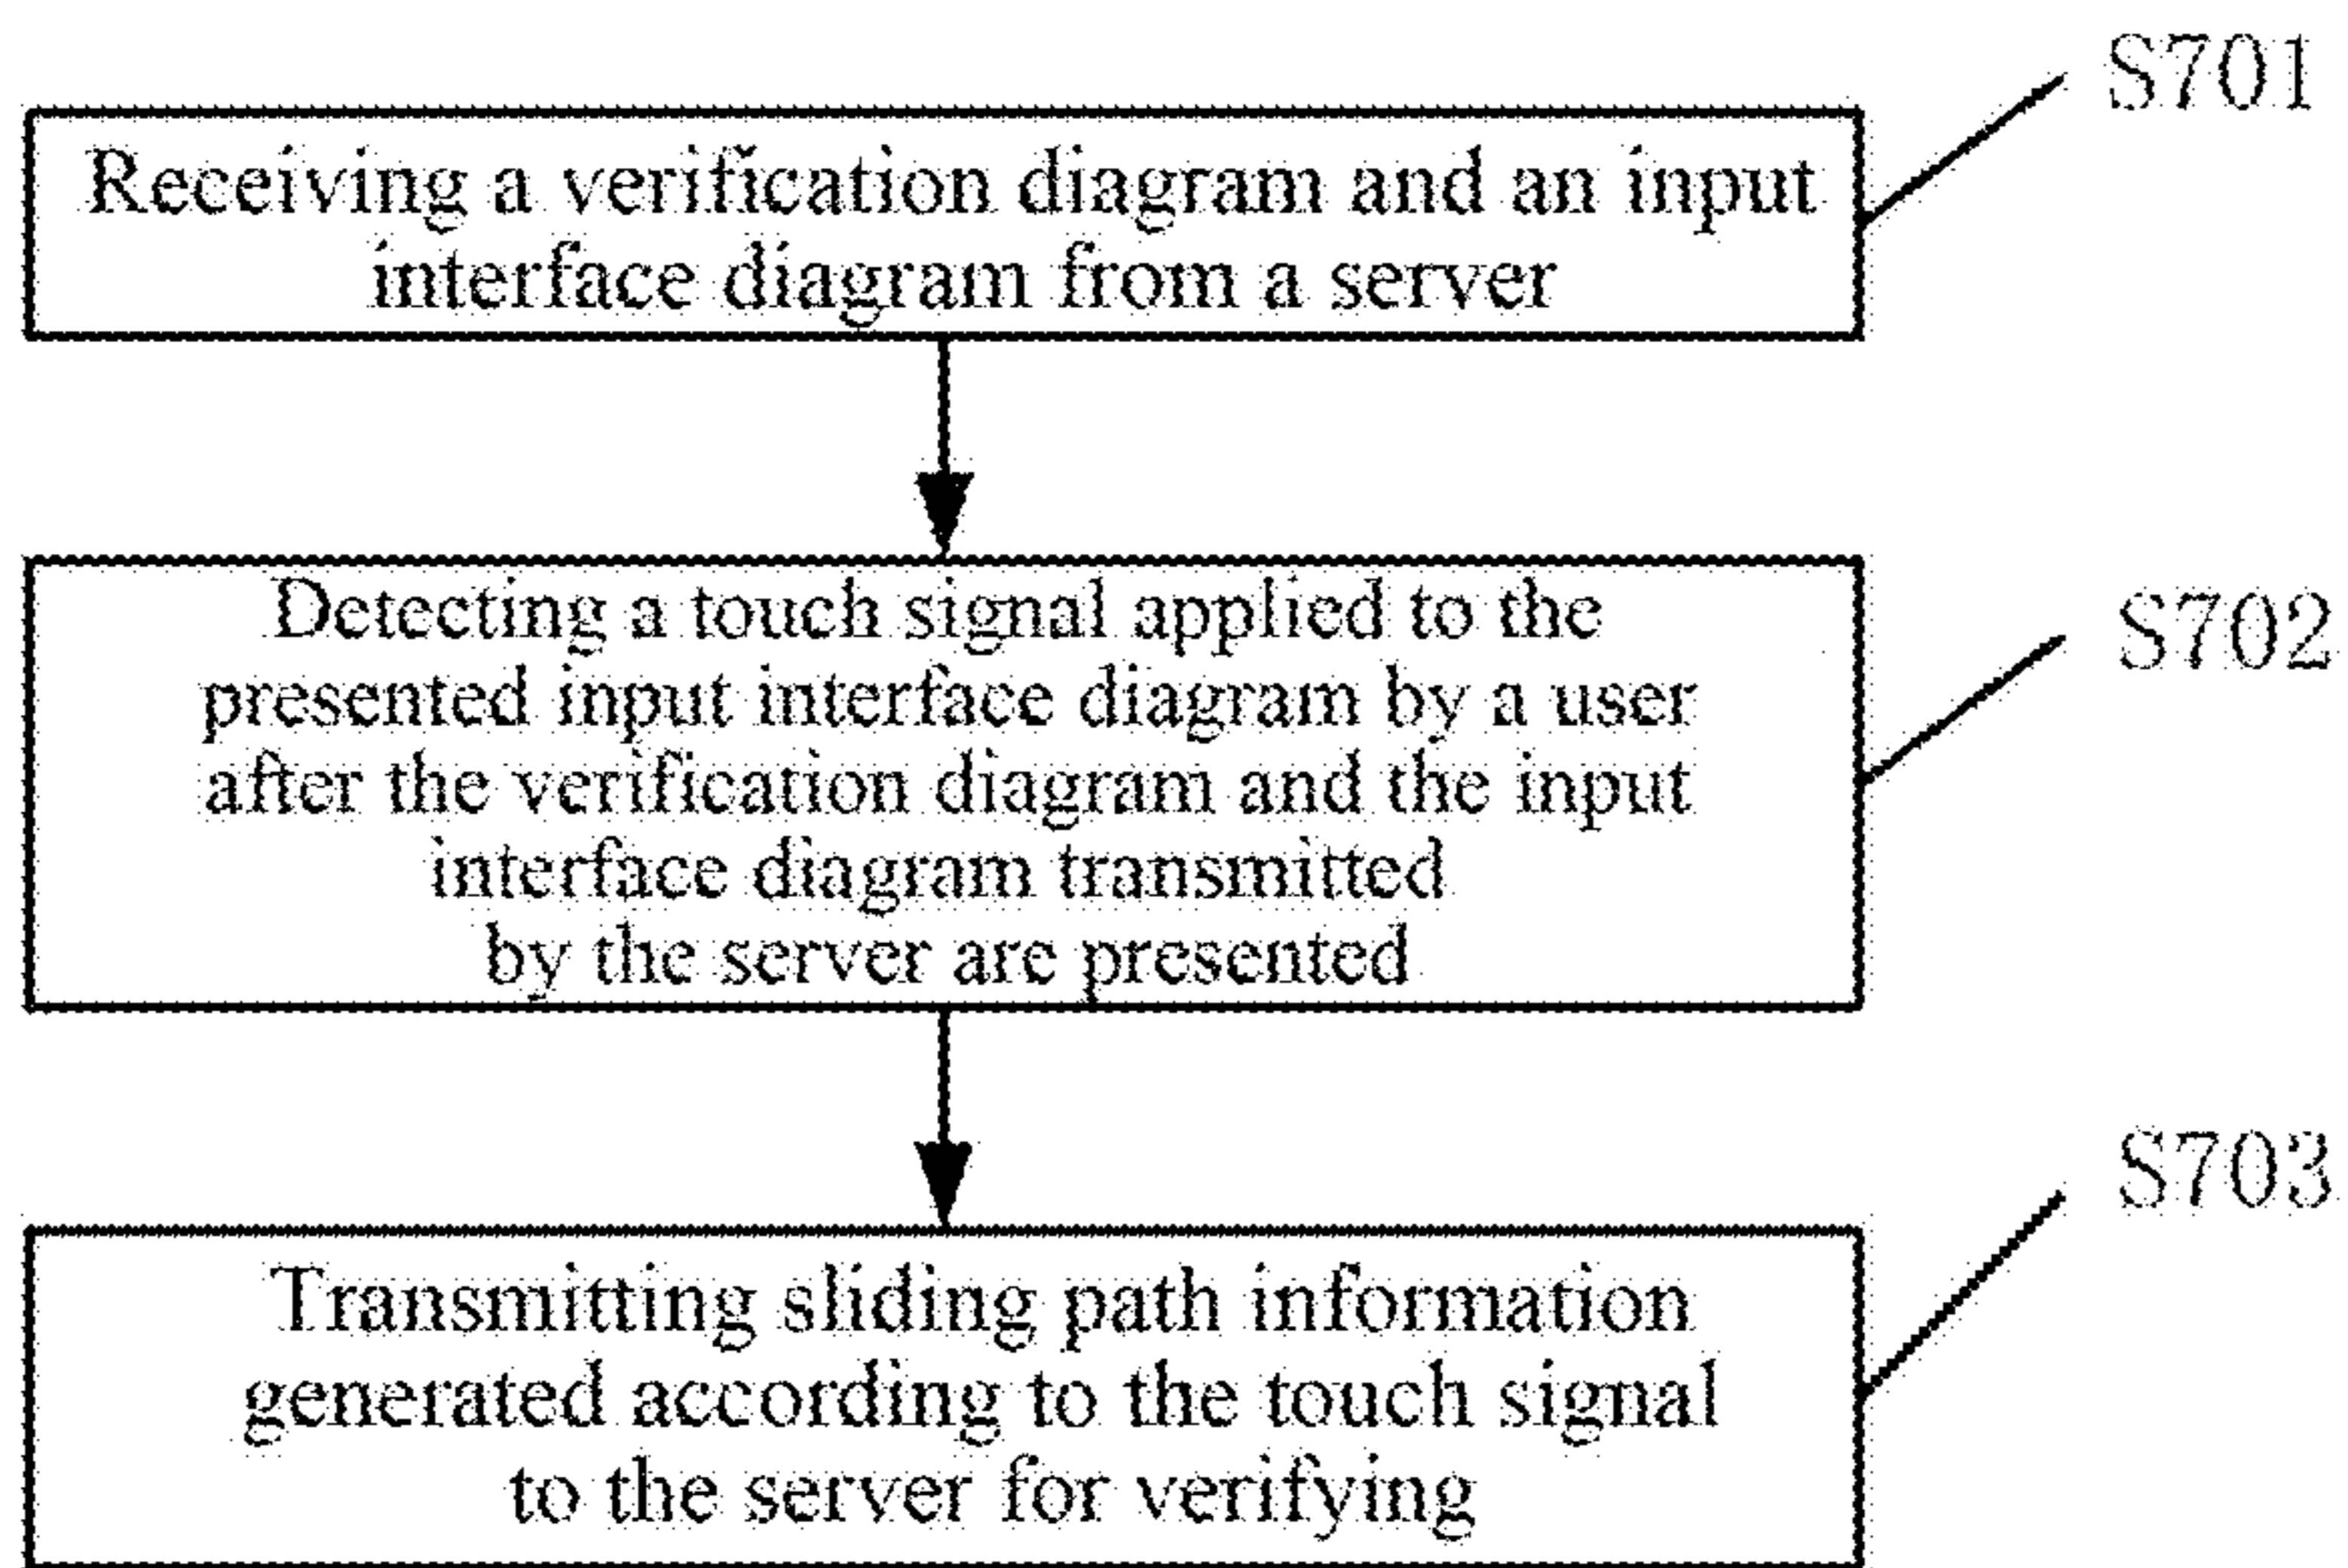 S701
Receiving a verification diagram and an input
interface diagram from a server
Detecting a touch signal applied to the
S702
presented input interface diagram by a user
after the verification diagram and the input
interface diagram transmitted
by the server are presented
S703
Transmitting sliding path information
generated according to the touch signal
to the server for verifying